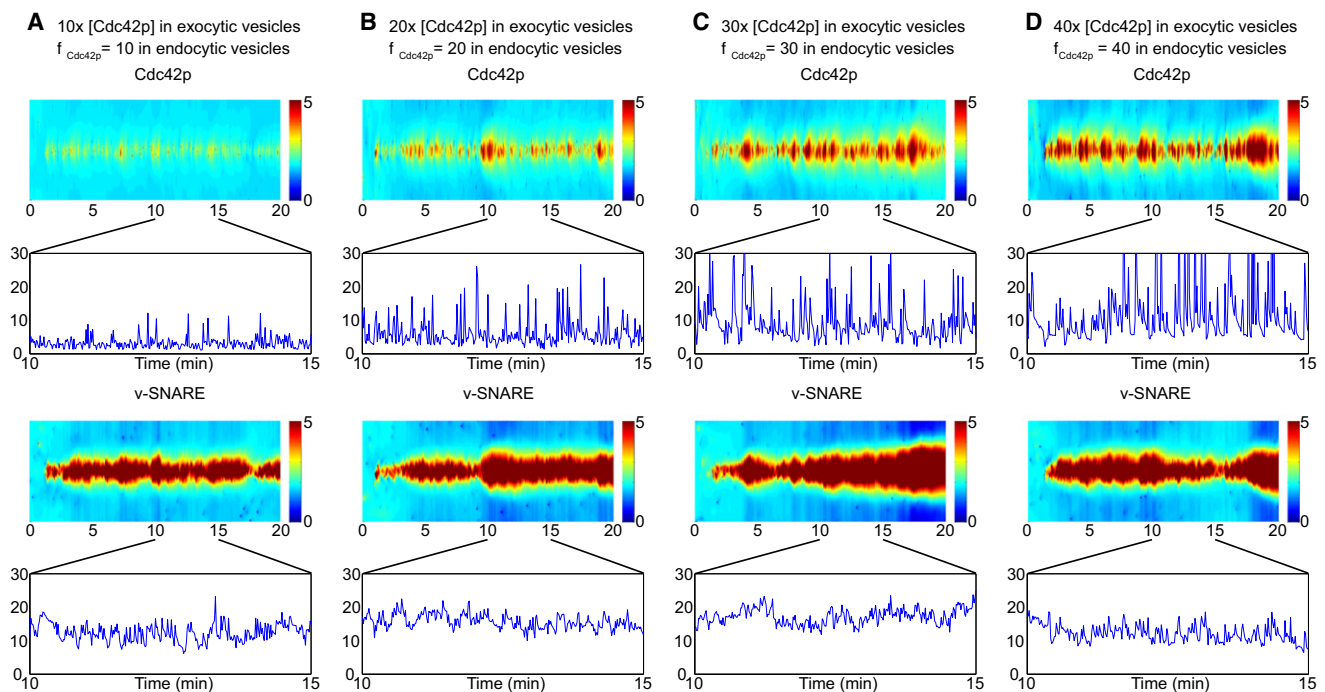 A 10x [Cdc42p] in exocytic vesicles
f Cdc42p = 10 in endocytic vesicles
Cdc42p
5
0
0 5 10 15 20
30
20
10
0
10 Time (min) 15
v-SNARE
5
0
0 5 10 15 20
30
20
10
0
10 Time (min) 15
B 20x [Cdc42p] in exocytic vesicles
f Cdc42p = 20 in endocytic vesicles
Cdc42p
5
0
0 5 10 15 20
30
20
10
0
10 Time (min) 15
v-SNARE
5
0
0 5 10 15 20
30
20
10
0
10 Time (min) 15
C 30x [Cdc42p] in exocytic vesicles
f Cdc42p = 30 in endocytic vesicles
Cdc42p
5
0
0 5 10 15 20
30
20
10
0
10 Time (min) 15
v-SNARE
5
0
0 5 10 15 20
30
20
10
0
10 Time (min) 15
D 40x [Cdc42p] in exocytic vesicles
f Cdc42p = 40 in endocytic vesicles
Cdc42p
5
0
0 5 10 15 20
30
20
10
0
10 Time (min) 15
v-SNARE
5
0
0 5 10 15 20
30
20
10
0
10 Time (min) 15